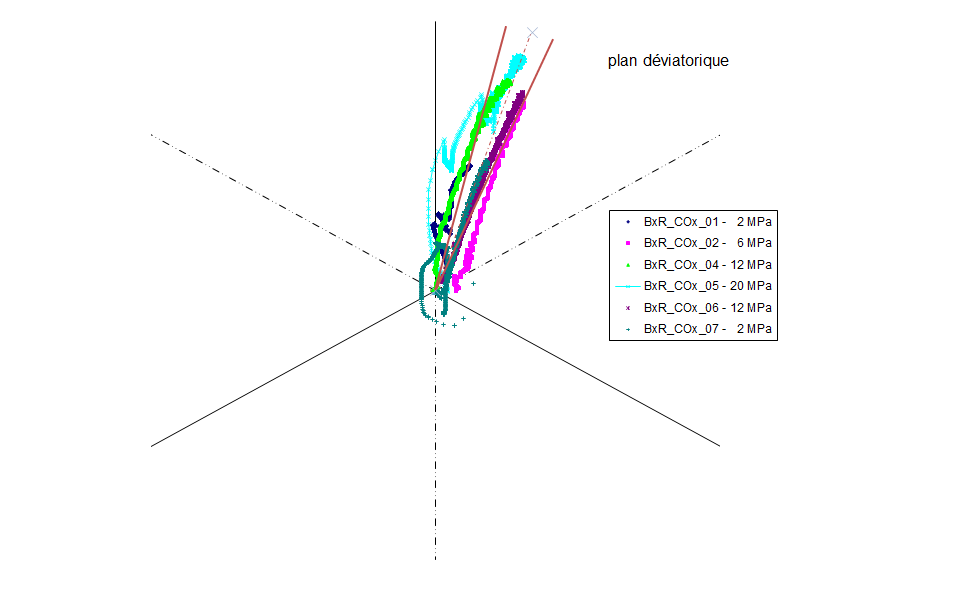 plan déviatorique
BxR_COx_01 - 2 MPa
BxR_COx_02 - 6 MPa
BxR_COx_04 - 12 MPa
BxR_COx_05 - 20 MPa
BxR_COx_06 - 12 MPa
BxR_COx_07 - 2 MPa